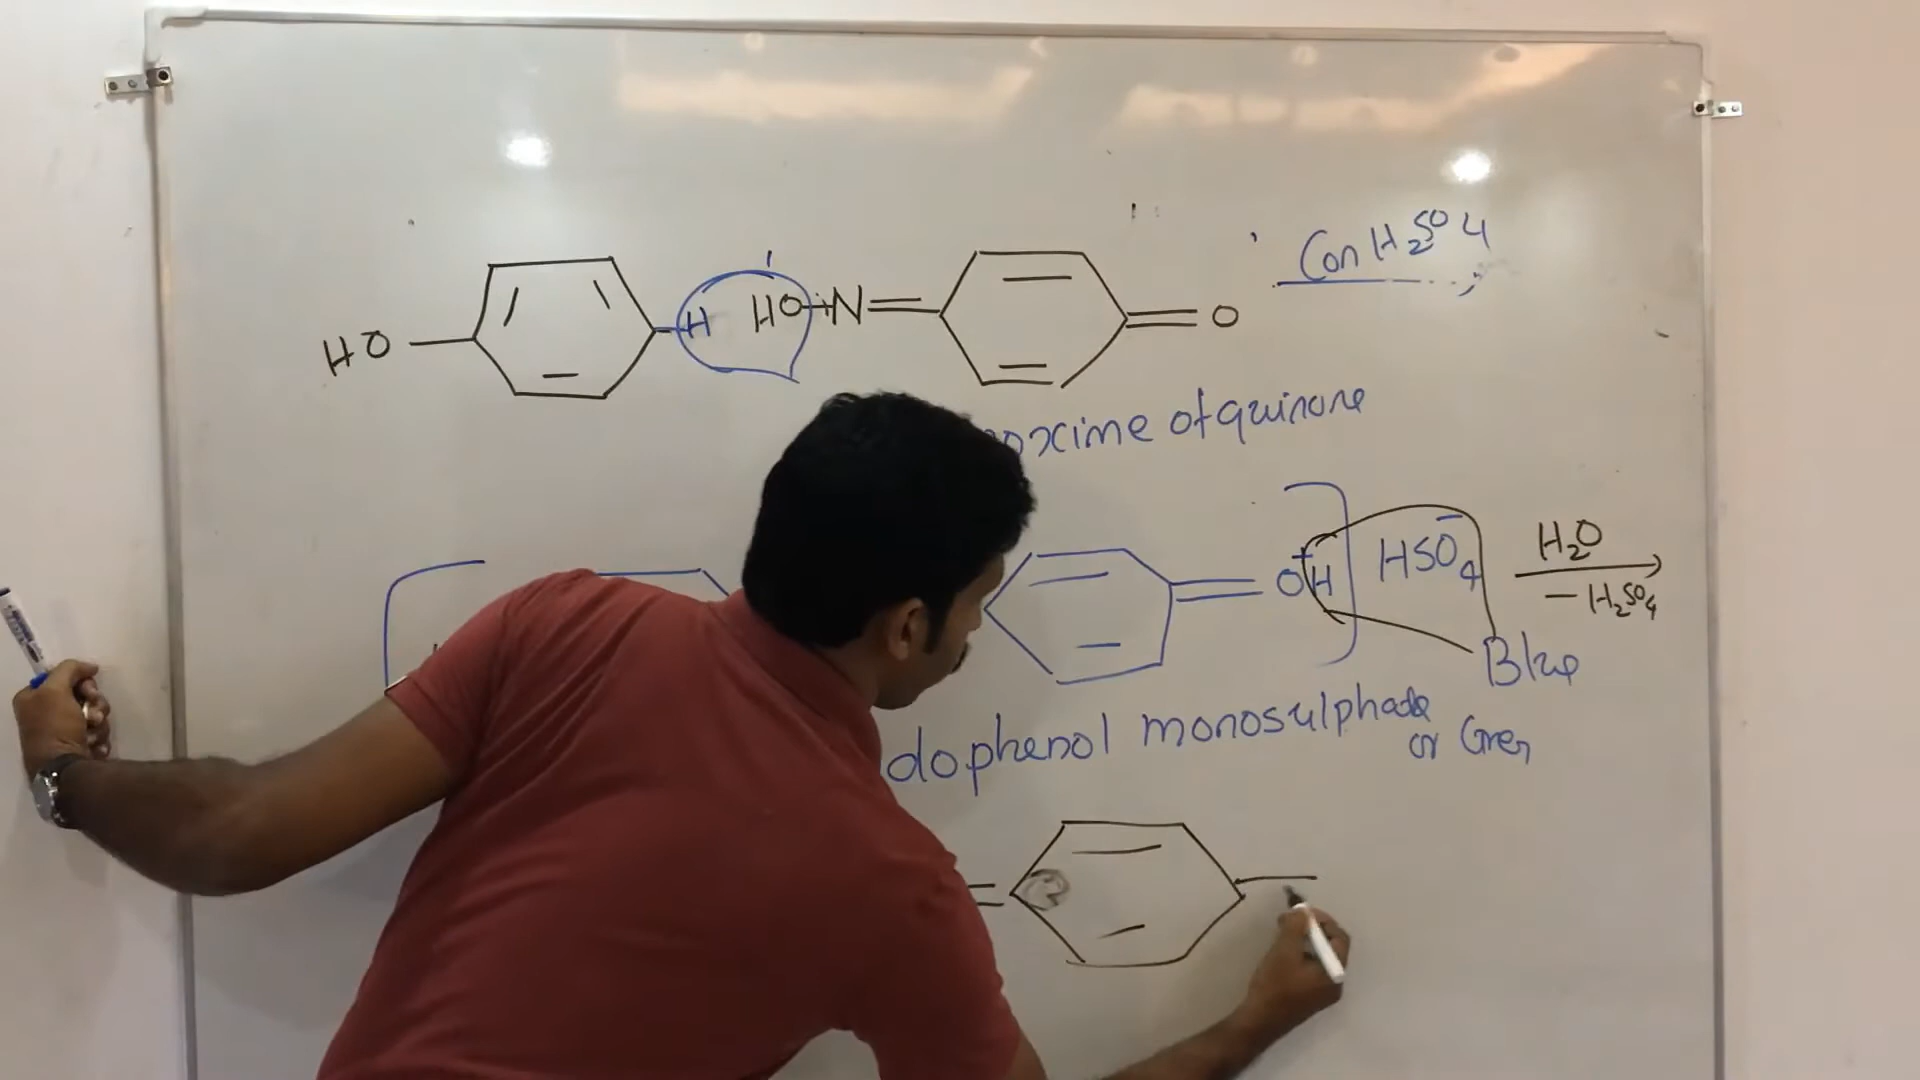 Con H2SO4
HO H HO N O
oxime of quinone
OH+ HSO4- H2O
- H2SO4
Blue
dophenol monosulphate
or Green